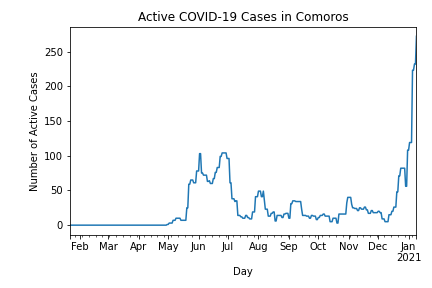 Active COVID-19 Cases in Comoros
Number of Active Cases
250
200
150
100
50
0
Feb Mar Apr May Jun Jul Aug Sep Oct Nov Dec Jan
2021
Day